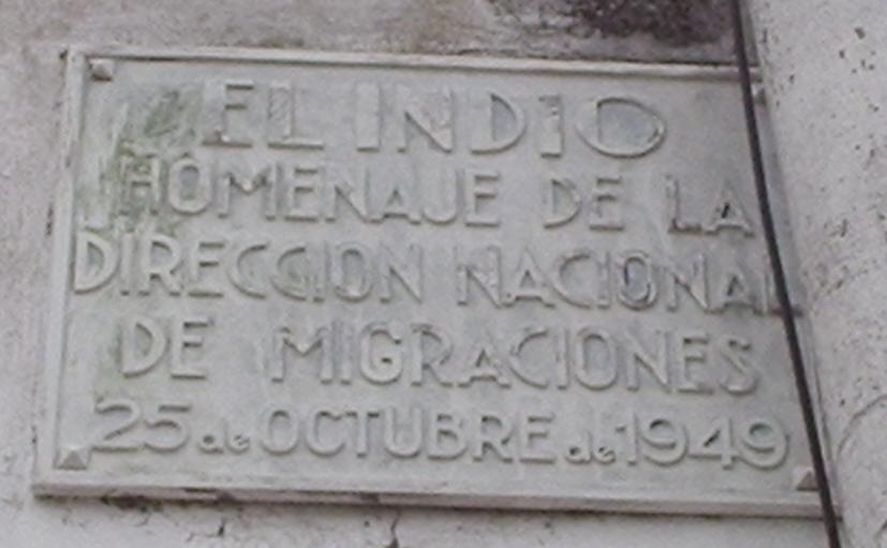 EL INDIO
HOMENAJE DE LA
DIRECCION NACIONAL
DE MIGRACIONES
25 de OCTUBRE de 1949